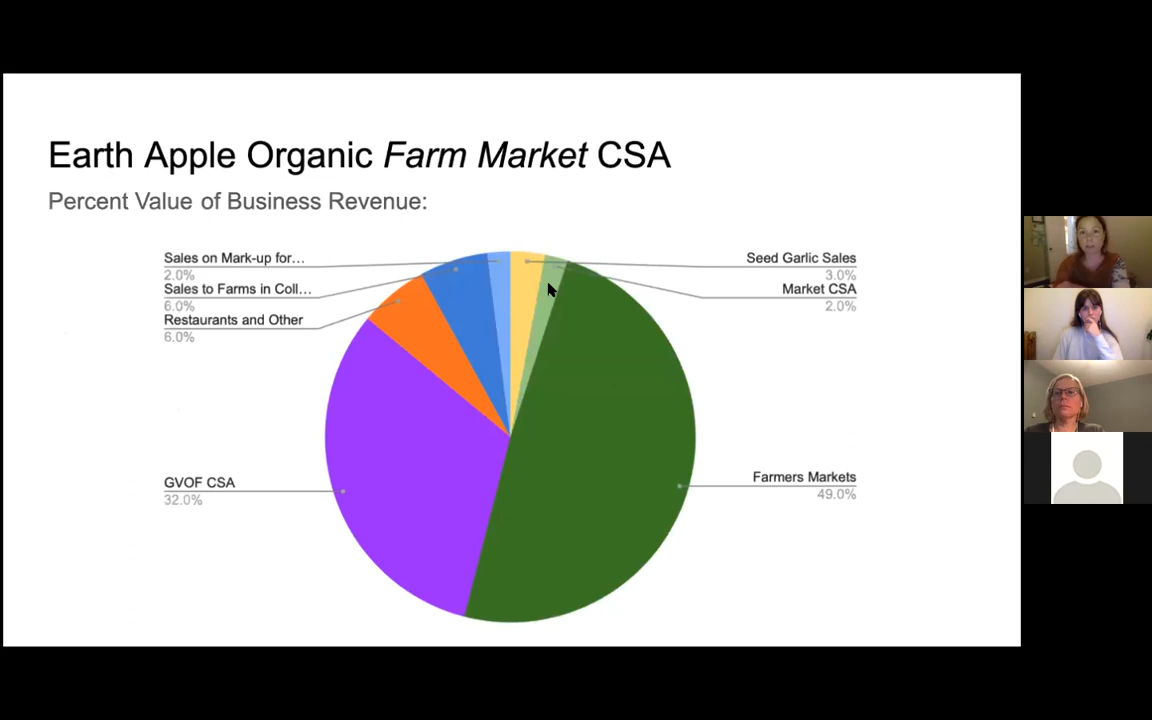 Earth Apple Organic Farm Market CSA
Percent Value of Business Revenue:
Sales on Mark-up for…
2.0%
Sales to Farms in Coll…
6.0%
Restaurants and Other
6.0%
GVOF CSA
32.0%
Seed Garlic Sales
3.0%
Market CSA
2.0%
Farmers Markets
49.0%